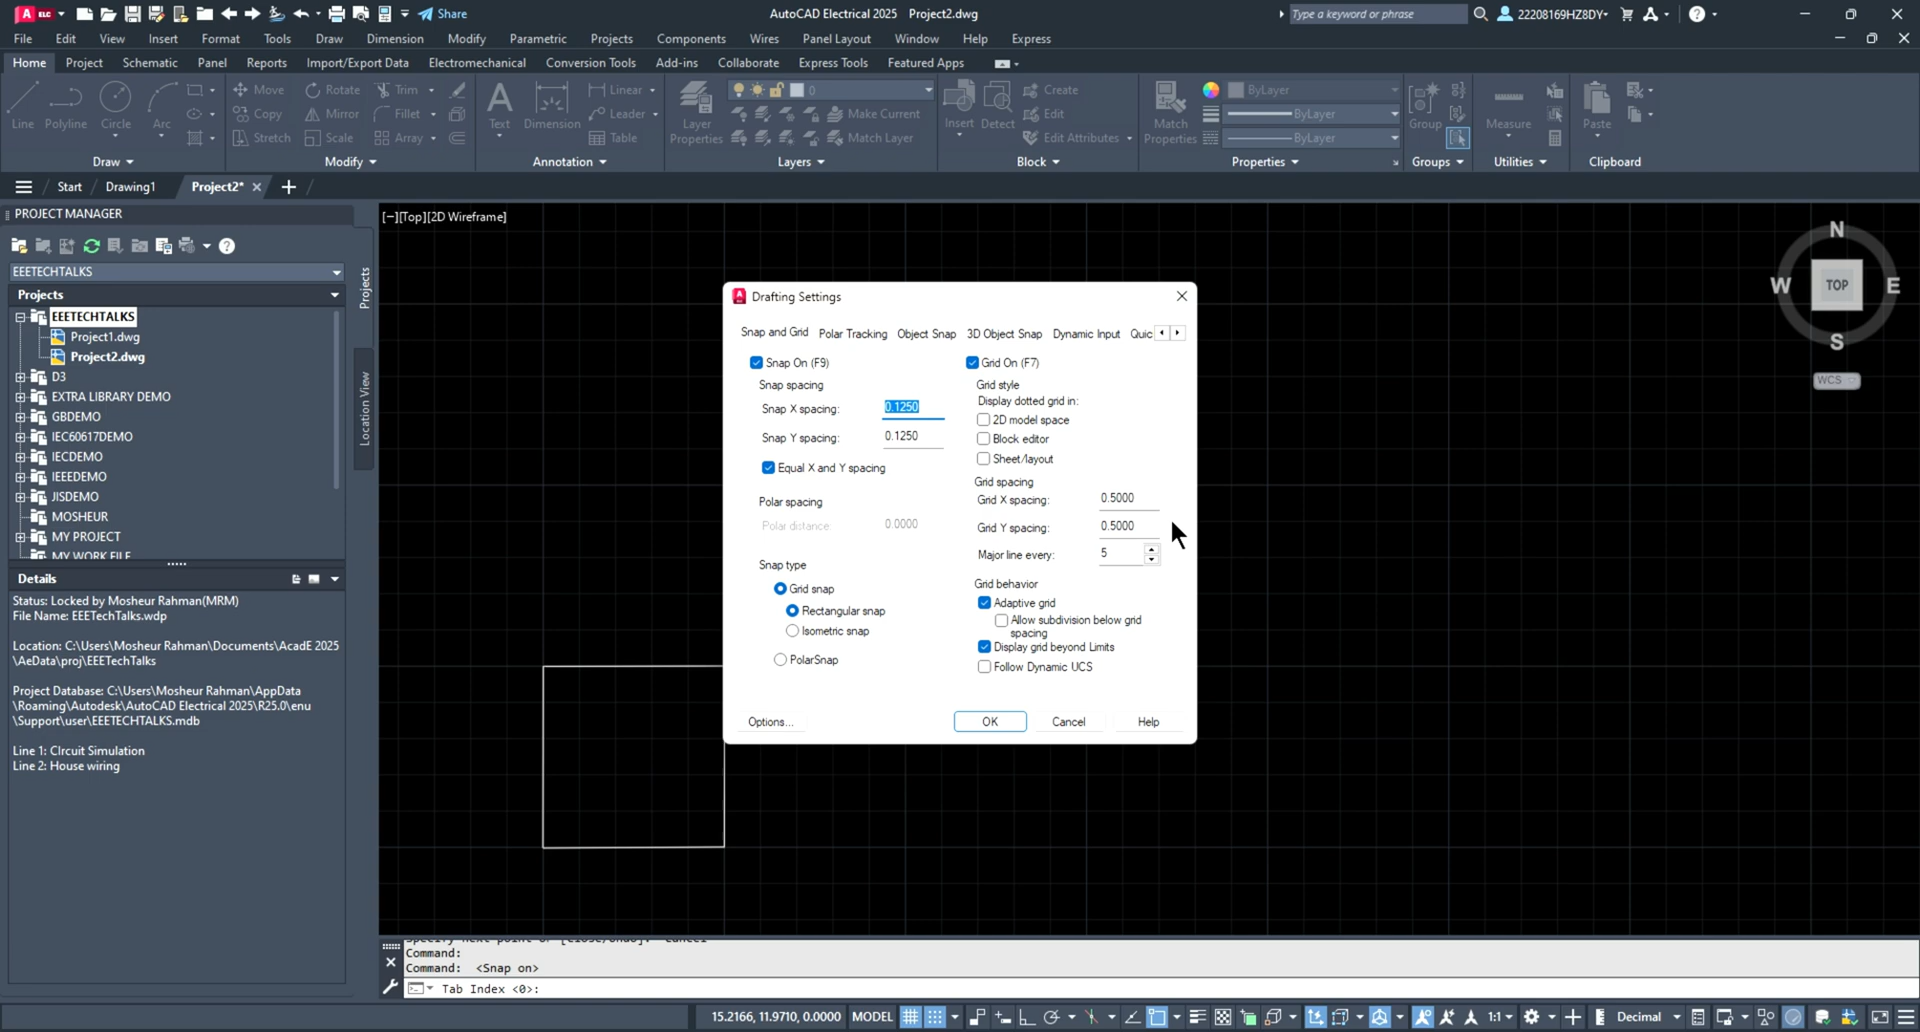 ELC
Share
AutoCAD Electrical 2025 Project2.dwg
Type a keyword or phrase
22208169HZ8DY
File Edit View Insert Format Tools Draw Dimension Modify Parametric Projects Components Wires Panel Layout Window Help Express
Home Project Schematic Panel Reports Import/Export Data Electromechanical Conversion Tools Add-ins Collaborate Express Tools Featured Apps
Line Polyline Circle Arc
Move Rotate Trim
Copy Mirror Fillet
Stretch Scale Array
Text Dimension
Linear
Leader
Table
Layer Properties
0
Make Current
Match Layer
Insert Detect
Create
Edit
Edit Attributes
Match Properties
ByLayer
ByLayer
ByLayer
Group
Measure
Paste
Draw Modify Annotation Layers Block Properties Groups Utilities Clipboard
Start Drawing1 Project2*
PROJECT MANAGER
EEETECHTALKS
Projects
EEETECHTALKS
Project1.dwg
Project2.dwg
D3
EXTRA LIBRARY DEMO
GBDEMO
IEC60617DEMO
IECDEMO
IEEEDEMO
JISDEMO
MOSHEUR
MY PROJECT
MY WORK FILE
Projects
Location View
Details
Status: Locked by Mosheur Rahman(MRM)
File Name: EEETechTalks.wdp
Location: C:\Users\Mosheur Rahman\Documents\AcadE 2025
\AeData\proj\EEETechTalks
Project Database: C:\Users\Mosheur Rahman\AppData
\Roaming\Autodesk\AutoCAD Electrical 2025\R25.0\enu
\Support\user\EEETECHTALKS.mdb
Line 1: CIrcuit Simulation
Line 2: House wiring
[−][Top][2D Wireframe]
N
W TOP E
S
WCS
Drafting Settings
Snap and Grid Polar Tracking Object Snap 3D Object Snap Dynamic Input Quic
Snap On (F9)
Snap spacing
Snap X spacing: 0.1250
Snap Y spacing: 0.1250
Equal X and Y spacing
Polar spacing
Polar distance: 0.0000
Snap type
Grid snap
Rectangular snap
Isometric snap
PolarSnap
Grid On (F7)
Grid style
Display dotted grid in:
2D model space
Block editor
Sheet/layout
Grid spacing
Grid X spacing: 0.5000
Grid Y spacing: 0.5000
Major line every: 5
Grid behavior
Adaptive grid
Allow subdivision below grid
spacing
Display grid beyond Limits
Follow Dynamic UCS
Options... OK Cancel Help
Command:
Command: <Snap on>
Tab Index <0>:
15.2166, 11.9710, 0.0000 MODEL 1:1 Decimal